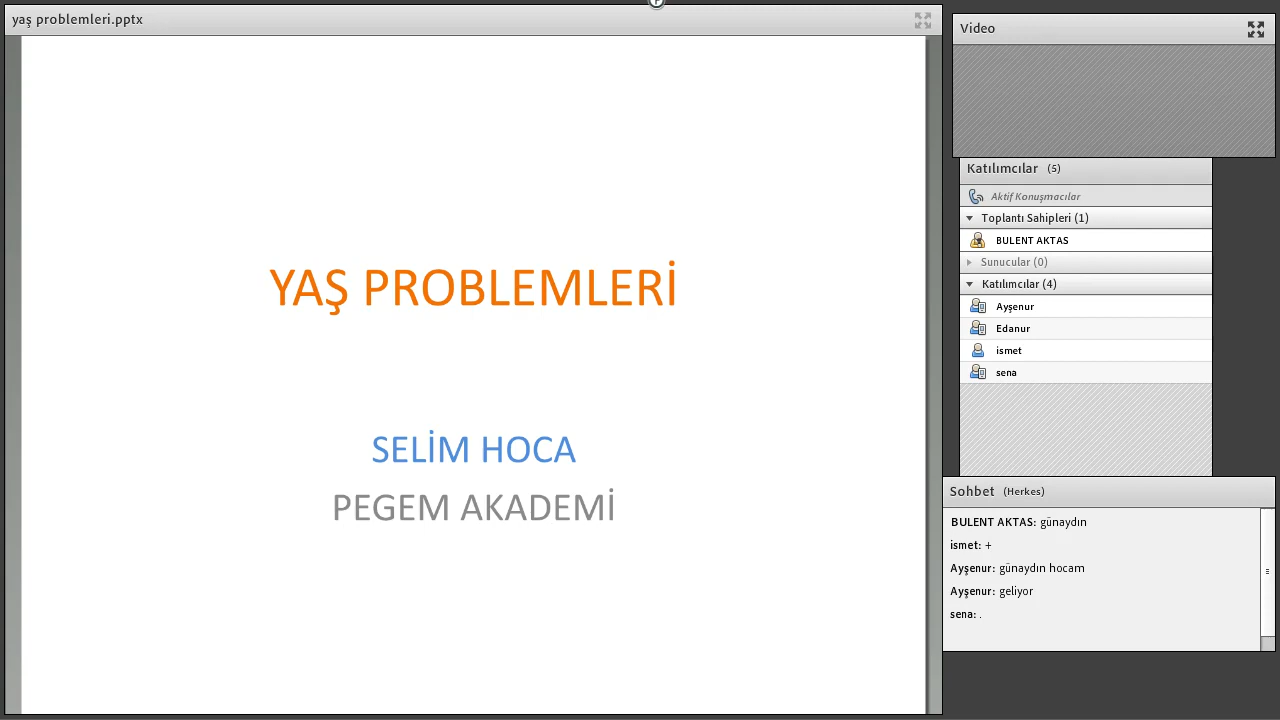 yaş problemleri.pptx
YAŞ PROBLEMLERİ
SELİM HOCA
PEGEM AKADEMİ
Video
Katılımcılar (5)
Aktif Konuşmacılar
Toplantı Sahipleri (1)
BULENT AKTAS
Sunucular (0)
Katılımcılar (4)
Ayşenur
Edanur
ismet
sena
Sohbet (Herkes)
BULENT AKTAS: günaydın
ismet: +
Ayşenur: günaydın hocam
Ayşenur: geliyor
sena: .